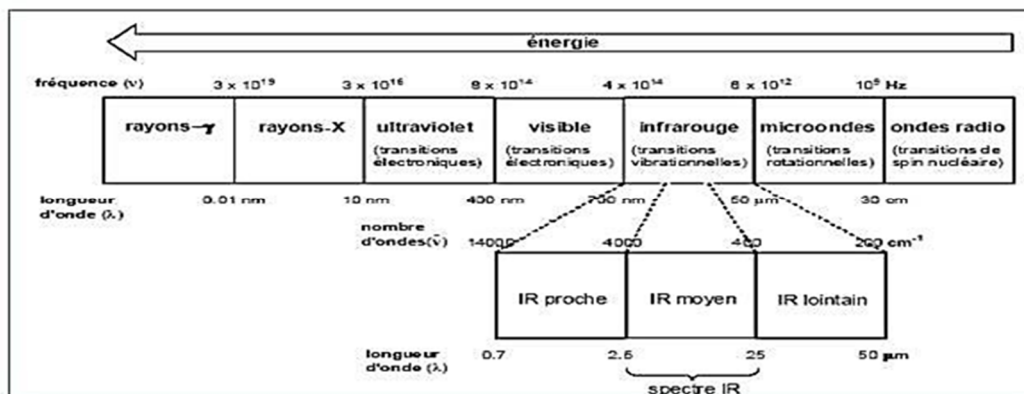 énergie
fréquence (ν) 3 x 10¹⁹ 3 x 10¹⁶ 8 x 10¹⁴ 4 x 10¹⁴ 6 x 10¹² 10⁹ Hz
rayons-γ rayons-X ultraviolet visible infrarouge microondes ondes radio
(transitions électroniques) (transitions électroniques) (transitions vibrationnelles) (transitions rotationnelles) (transitions de spin nucléaire)
longueur d'onde (λ) 0.01 nm 10 nm 400 nm 700 nm 50 μm 30 cm
nombre d'ondes(ν̄) 14000 4000 400 200 cm⁻¹
IR proche IR moyen IR lointain
longueur d'onde (λ) 0.7 2.5 25 50 μm
spectre IR